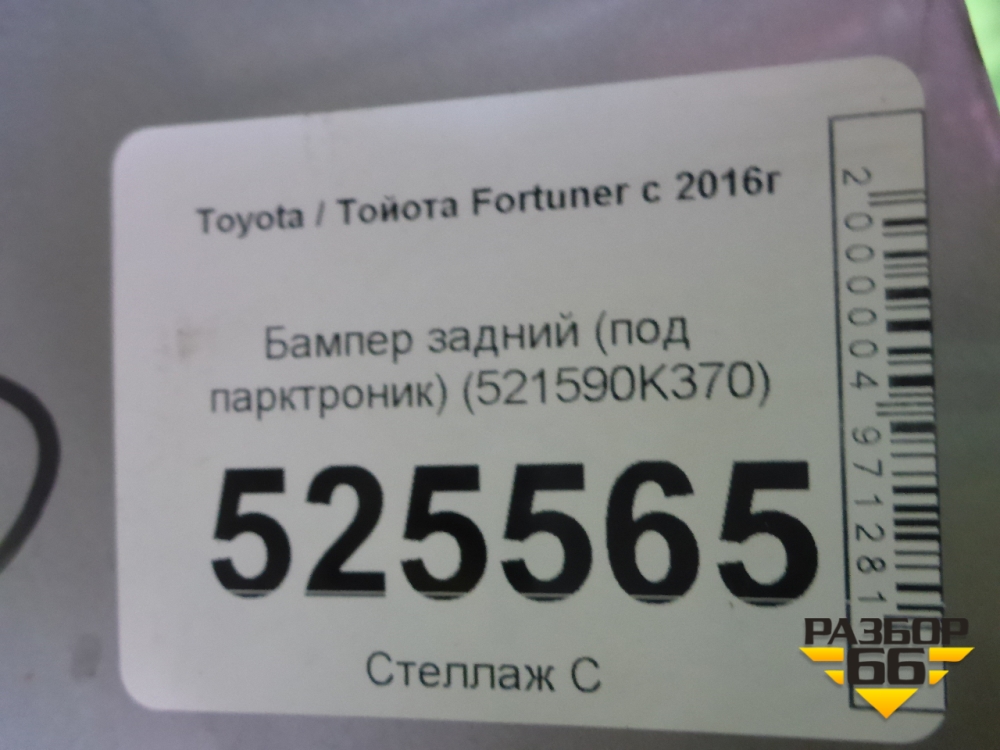 Toyota / Тойота Fortuner с 2016г
Бампер задний (под
парктроник) (521590K370)
525565
Стеллаж С
2000004971281
РАЗБОР
66